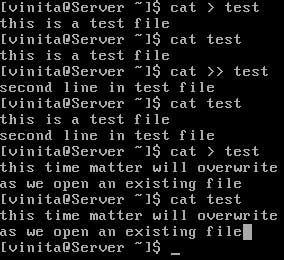 [vinita@Server ~]$ cat > test
this is a test file
[vinita@Server ~]$ cat test
this is a test file
[vinita@Server ~]$ cat >> test
second line in test file
[vinita@Server ~]$ cat test
this is a test file
second line in test file
[vinita@Server ~]$ cat > test
this time matter will overwrite
as we open an existing file
[vinita@Server ~]$ cat test
this time matter will overwrite
as we open an existing file
[vinita@Server ~]$ _